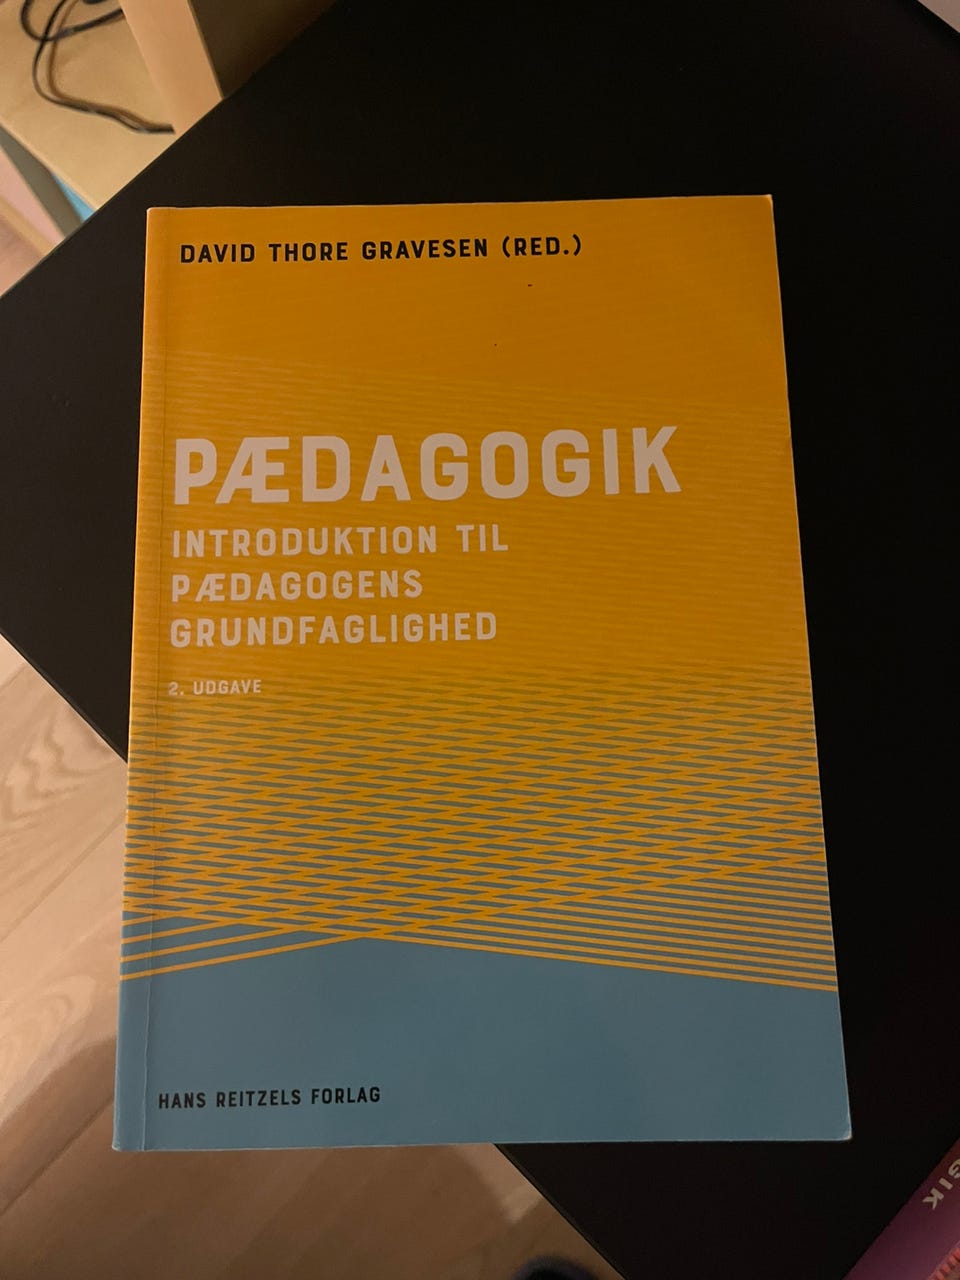 DAVID THORE GRAVESEN (RED.)
PÆDAGOGIK
INTRODUKTION TIL
PÆDAGOGENS
GRUNDFAGLIGHED
2. UDGAVE
HANS REITZELS FORLAG